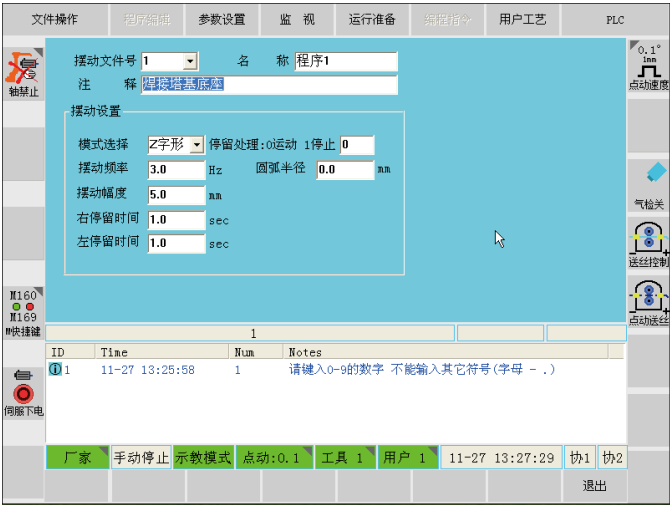 文件操作 程序编辑 参数设置 监 视 运行准备 编程指令 用户工艺 PLC
轴禁止
M160
M169
M快捷键
伺服下电
摆动文件号 1 名 称 程序1
注 释 焊接塔基底座
摆动设置
模式选择 Z字形 停留处理:0运动 1停止 0
摆动频率 3.0 Hz 圆弧半径 0.0 mm
摆动幅度 5.0 mm
右停留时间 1.0 sec
左停留时间 1.0 sec
0.1°
1mm
点动速度
气检关
送丝控制
点动送丝
1
ID Time Num Notes
1 11-27 13:25:58 1 请键入0-9的数字 不能输入其它符号(字母 - .)
厂家 手动停止 示教模式 点动:0.1 工具 1 用户 1 11-27 13:27:29 协1 协2
退出